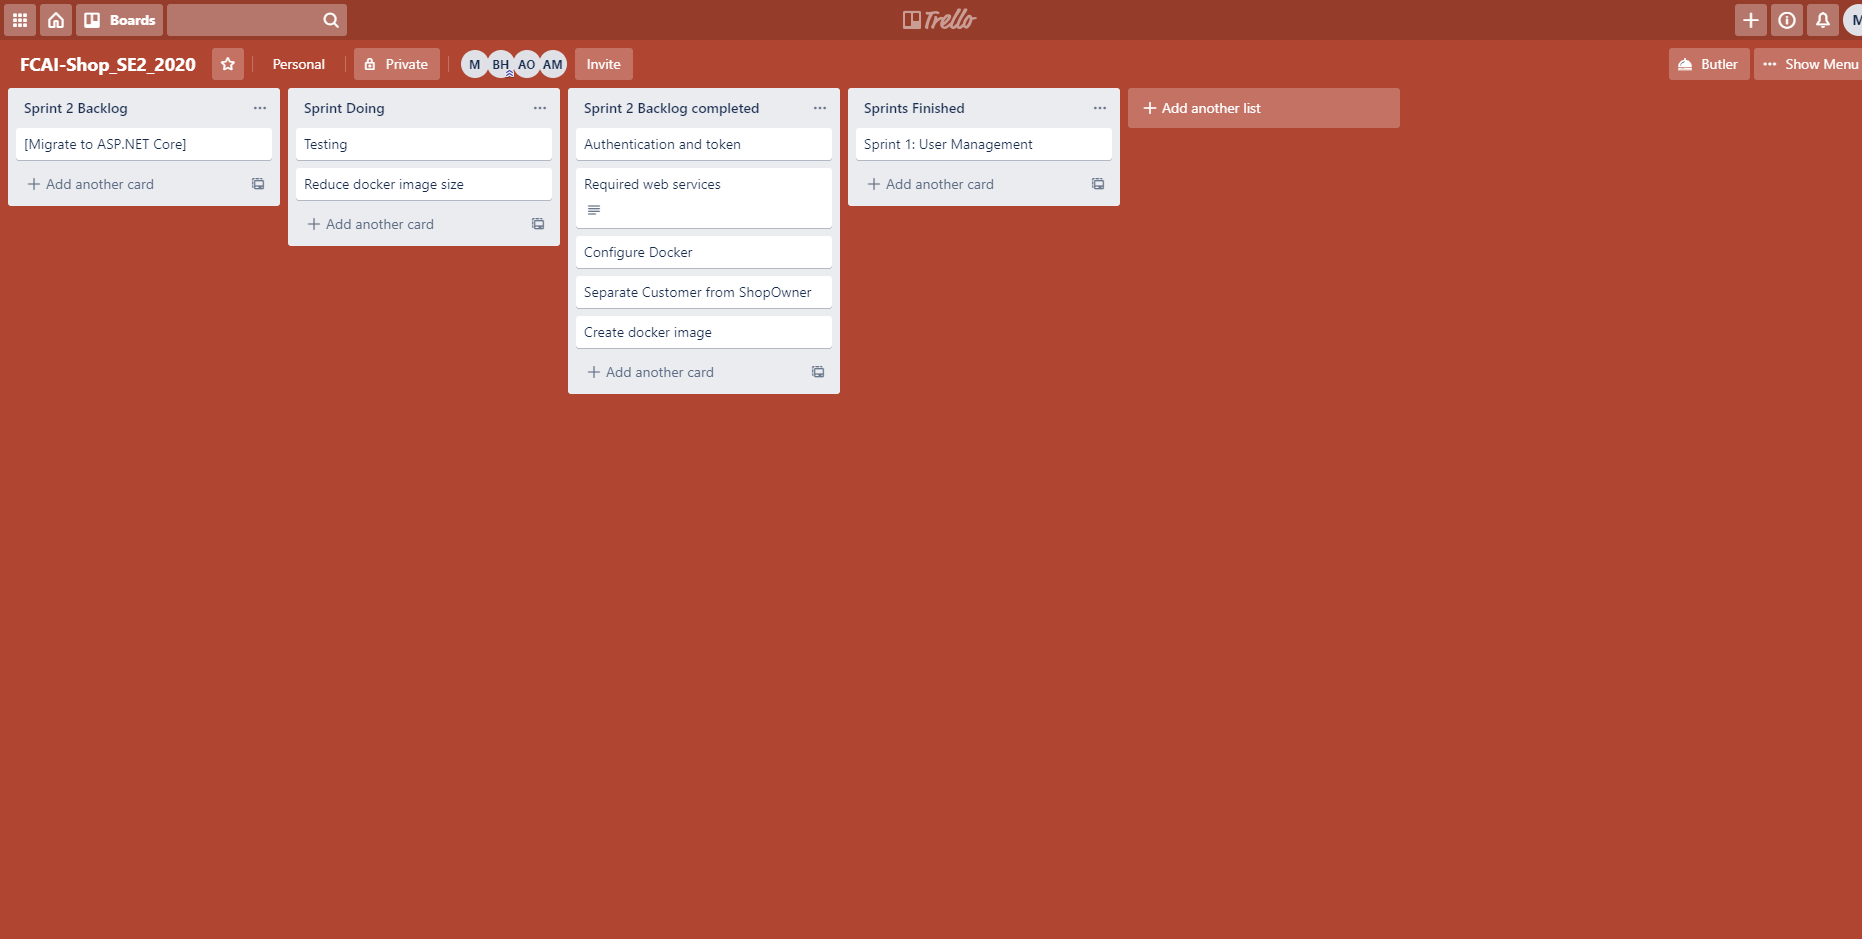 Boards
Trello
M
FCAI-Shop_SE2_2020
Personal
Private
M
BH
AO
AM
Invite
Butler
Show Menu
Sprint 2 Backlog
[Migrate to ASP.NET Core]
Add another card
Sprint Doing
Testing
Reduce docker image size
Add another card
Sprint 2 Backlog completed
Authentication and token
Required web services
Configure Docker
Separate Customer from ShopOwner
Create docker image
Add another card
Sprints Finished
Sprint 1: User Management
Add another card
Add another list